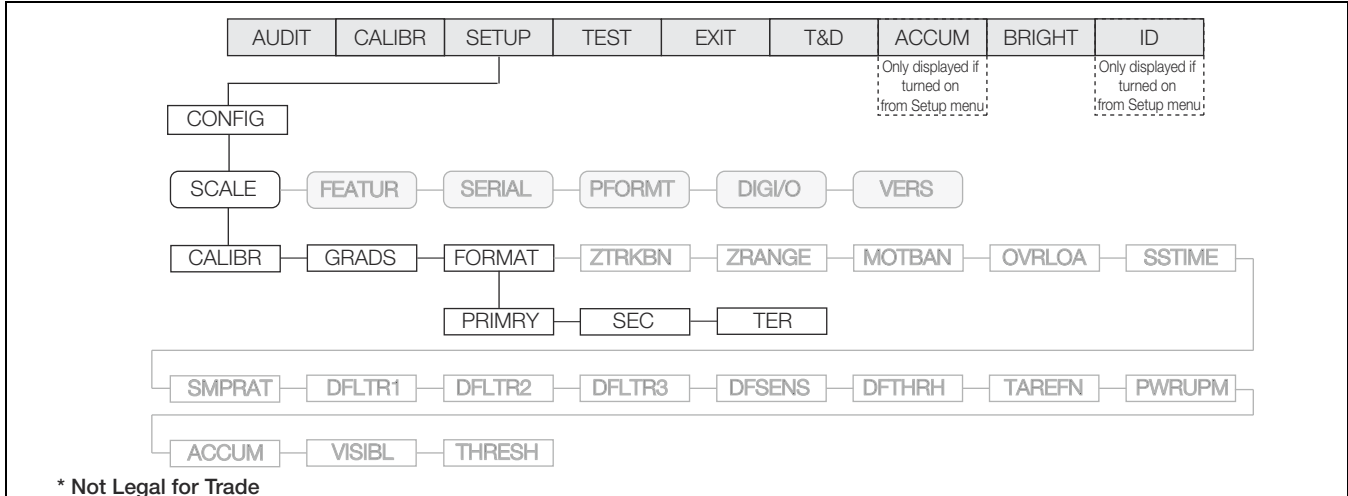 AUDIT CALIBR SETUP TEST EXIT T&D ACCUM BRIGHT ID
Only displayed if turned on from Setup menu
Only displayed if turned on from Setup menu
CONFIG
SCALE FEATUR SERIAL PFORMT DIGI/O VERS
CALIBR GRADS FORMAT ZTRKBN ZRANGE MOTBAN OVRLOA SSTIME
PRIMRY SEC TER
SMPRAT DFLTR1 DFLTR2 DFLTR3 DFSENS DFTHRH TAREFN PWRUPM
ACCUM VISIBL THRESH
* Not Legal for Trade